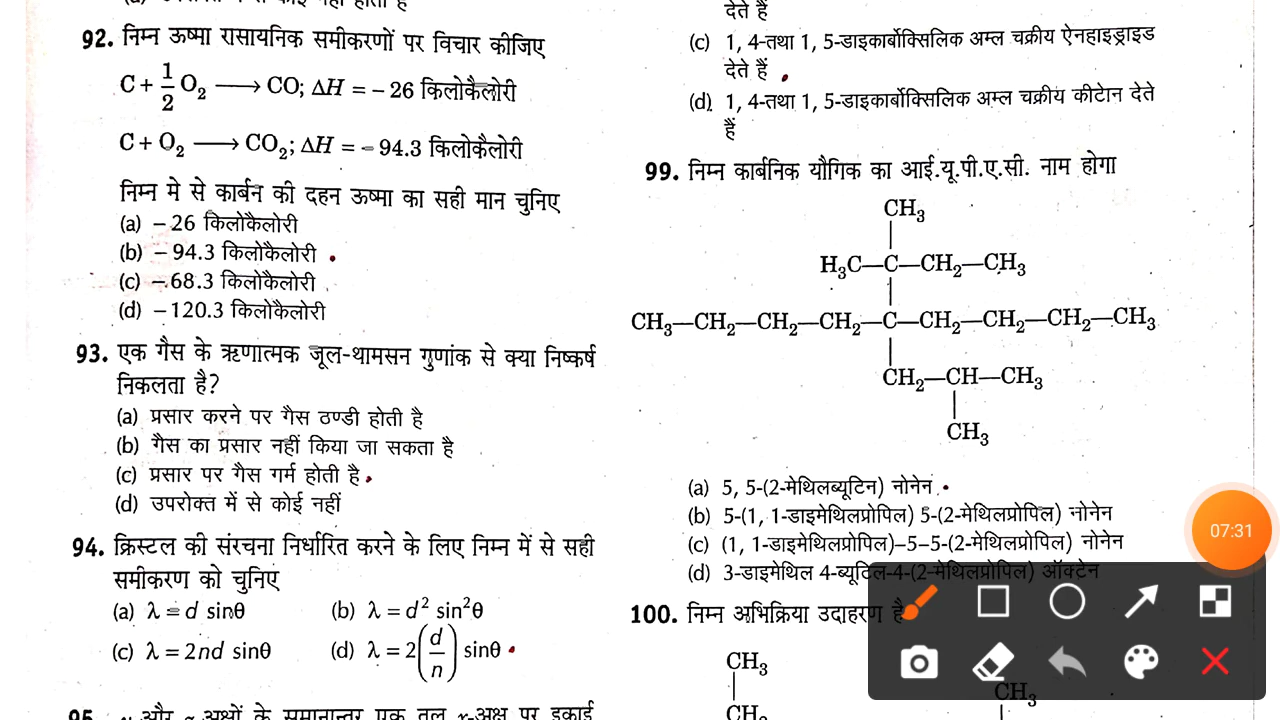 92. निम्न ऊष्मा रासायनिक समीकरणों पर विचार कीजिए
C + 1/2 O₂ ⟶ CO; ΔH = – 26 किलोकैलोरी
C + O₂ ⟶ CO₂; ΔH = – 94.3 किलोकैलोरी
निम्न मे से कार्बन की दहन ऊष्मा का सही मान चुनिए
(a) – 26 किलोकैलोरी
(b) – 94.3 किलोकैलोरी
(c) – 68.3 किलोकैलोरी
(d) – 120.3 किलोकैलोरी
93. एक गैस के ऋणात्मक जूल-थामसन गुणांक से क्या निष्कर्ष
निकलता है?
(a) प्रसार करने पर गैस ठण्डी होती है
(b) गैस का प्रसार नहीं किया जा सकता है
(c) प्रसार पर गैस गर्म होती है
(d) उपरोक्त में से कोई नहीं
94. क्रिस्टल की संरचना निर्धारित करने के लिए निम्न में से सही
समीकरण को चुनिए
(a) λ = d sinθ (b) λ = d² sin²θ
(c) λ = 2nd sinθ (d) λ = 2(d/n) sinθ
देते हैं
(c) 1, 4-तथा 1, 5-डाइकार्बोक्सिलिक अम्ल चक्रीय ऐनहाइड्राइड
देते हैं
(d) 1, 4-तथा 1, 5-डाइकार्बोक्सिलिक अम्ल चक्रीय कीटोन देते
हैं
99. निम्न कार्बनिक यौगिक का आई.यू.पी.ए.सी. नाम होगा
CH₃
H₃C—C—CH₂—CH₃
CH₃—CH₂—CH₂—CH₂—C—CH₂—CH₂—CH₂—CH₃
CH₂—CH—CH₃
CH₃
(a) 5, 5-(2-मेथिलब्यूटिन) नोनेन
(b) 5-(1, 1-डाइमेथिलप्रोपिल) 5-(2-मेथिलप्रोपिल) नोनेन
(c) (1, 1-डाइमेथिलप्रोपिल)–5–5-(2-मेथिलप्रोपिल) नोनेन
(d) 3-डाइमेथिल 4-ब्यूटिल-4-(2-मेथिलप्रोपिल) ऑक्टेन
100. निम्न अभिक्रिया उदाहरण है
CH₃
CH₃
07:31